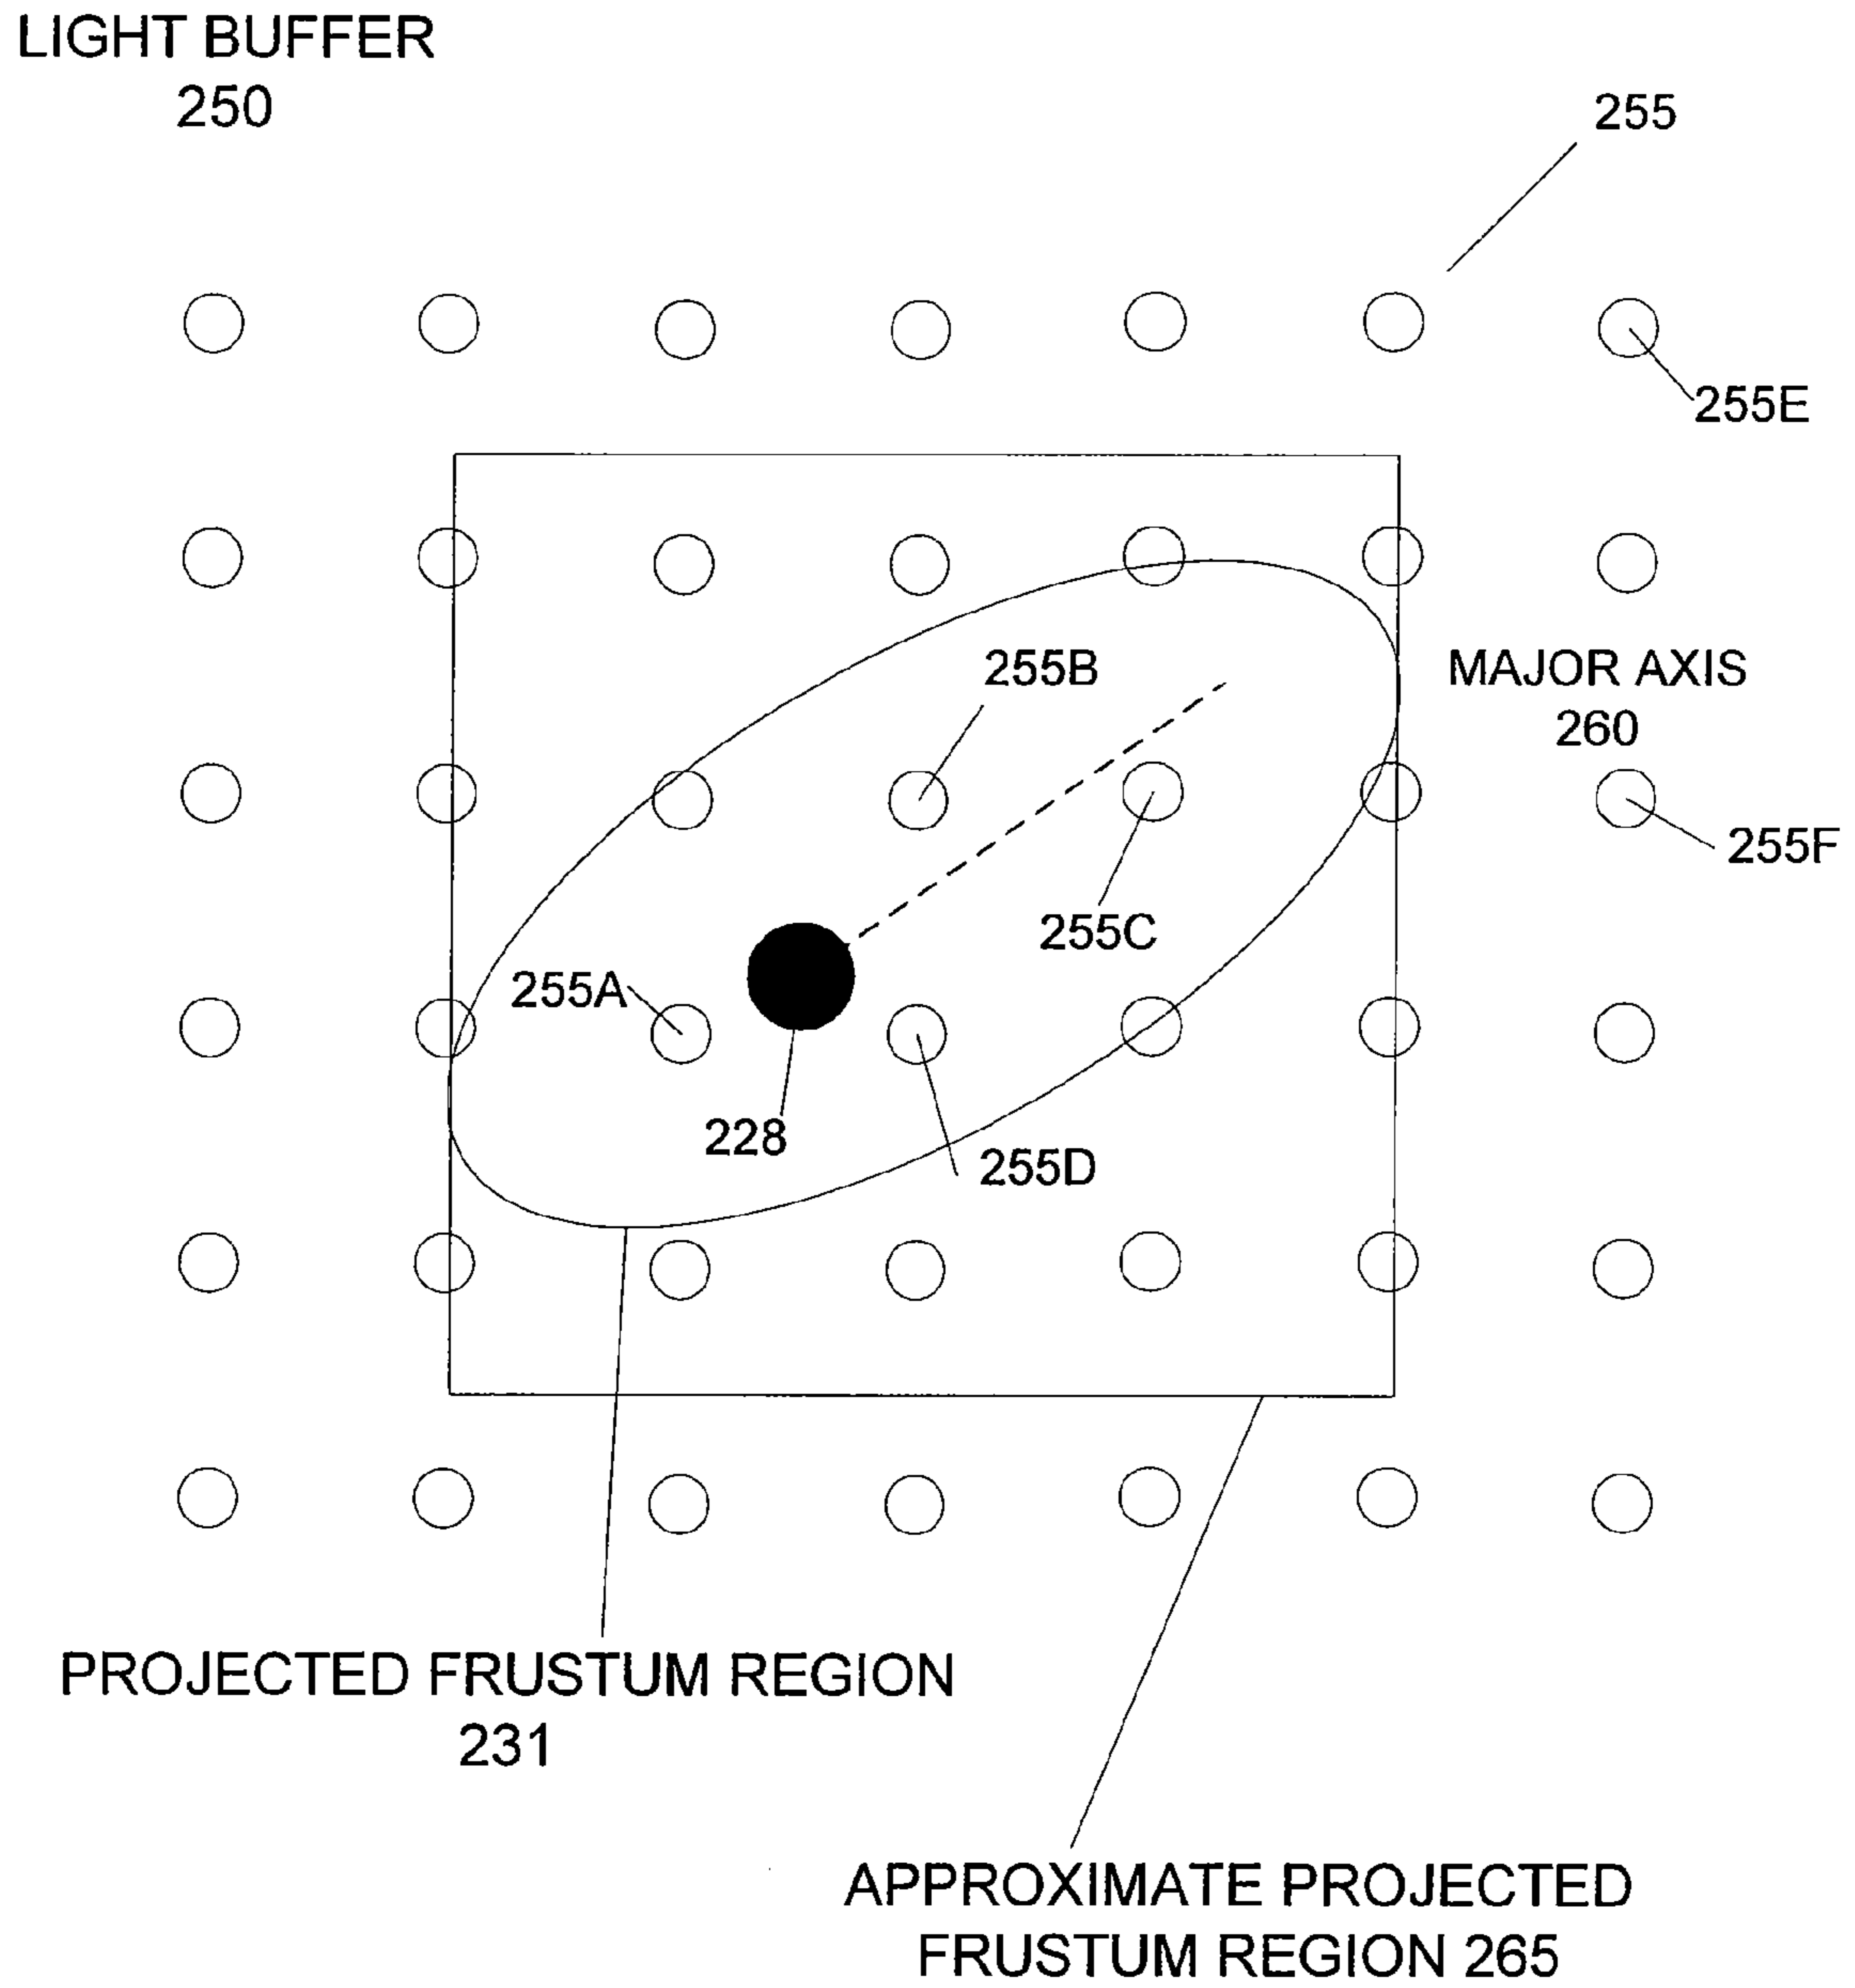 LIGHT BUFFER
250
255
255E
255B
MAJOR AXIS
260
255F
255C
255A
228
255D
PROJECTED FRUSTUM REGION
231
APPROXIMATE PROJECTED
FRUSTUM REGION 265